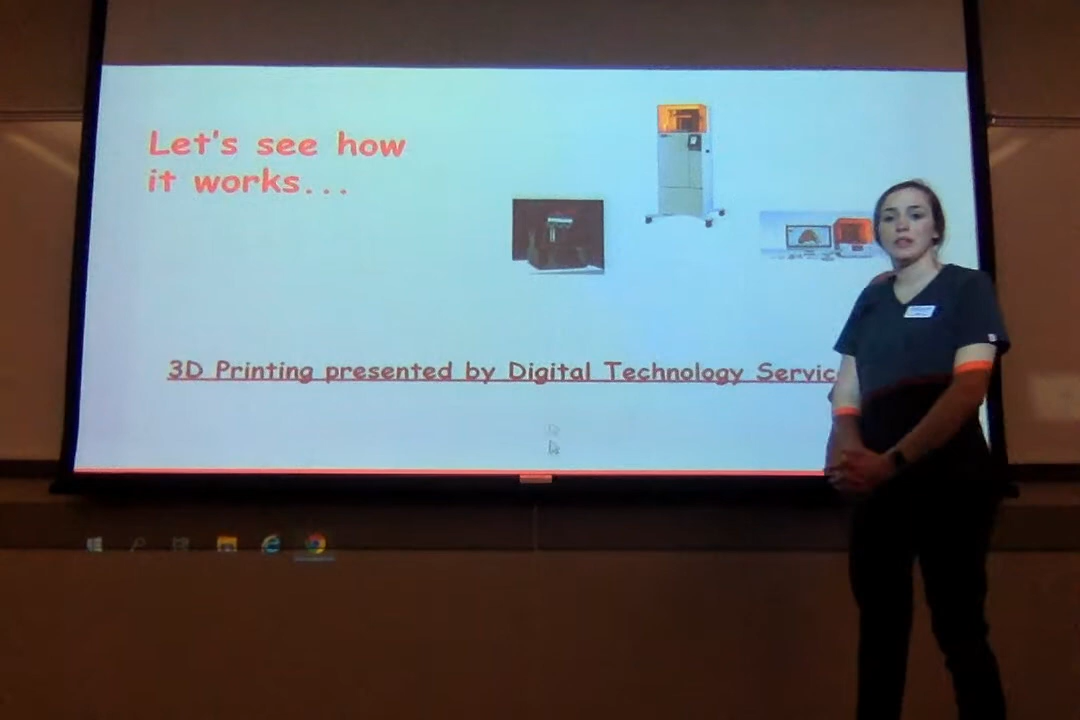 Let's see how
it works...
3D Printing presented by Digital Technology